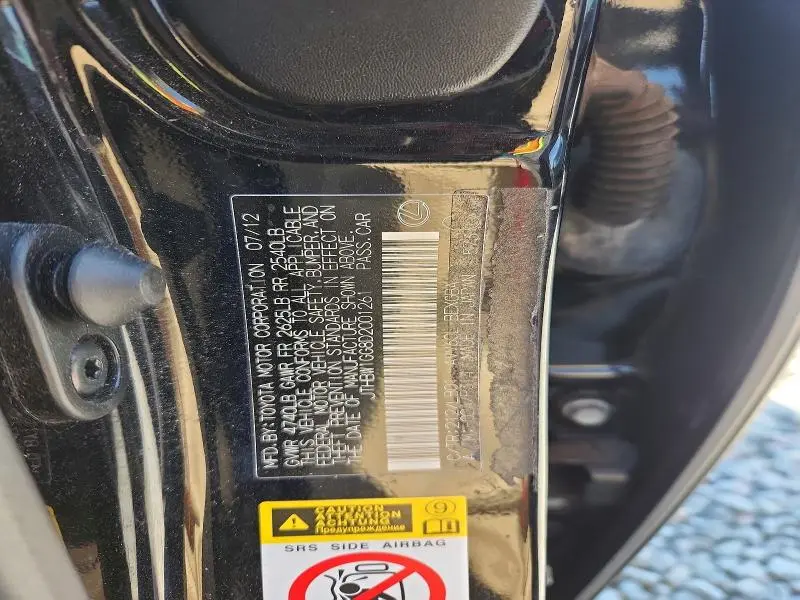 MFD.BY: TOYOTA MOTOR CORPORATION 07/12
GVWR 4740LB GAWR FR 2625LB RR 2540LB
THIS VEHICLE CONFORMS TO ALL APPLICABLE
FEDERAL MOTOR VEHICLE SAFETY, BUMPER, AND
THEFT PREVENTION STANDARDS IN EFFECT ON
THE DATE OF MANUFACTURE SHOWN ABOVE.
PASS.CAR
MADE IN JAPAN
CAUTION
ATTENTION
ACHTUNG
Предупреждение
9
SRS SIDE AIRBAG